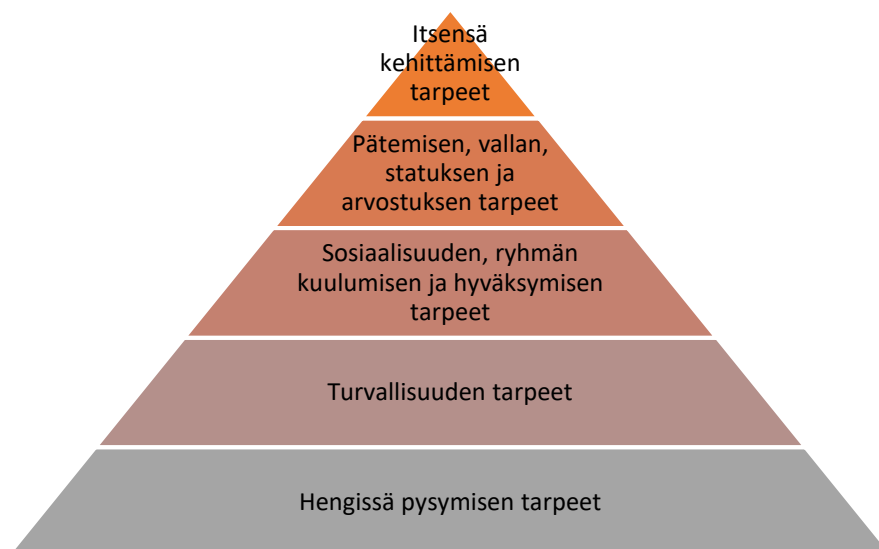 Itsensä
kehittämisen
tarpeet
Pätemisen, vallan,
statuksen ja
arvostuksen tarpeet
Sosiaalisuuden, ryhmän
kuulumisen ja hyväksymisen
tarpeet
Turvallisuuden tarpeet
Hengissä pysymisen tarpeet